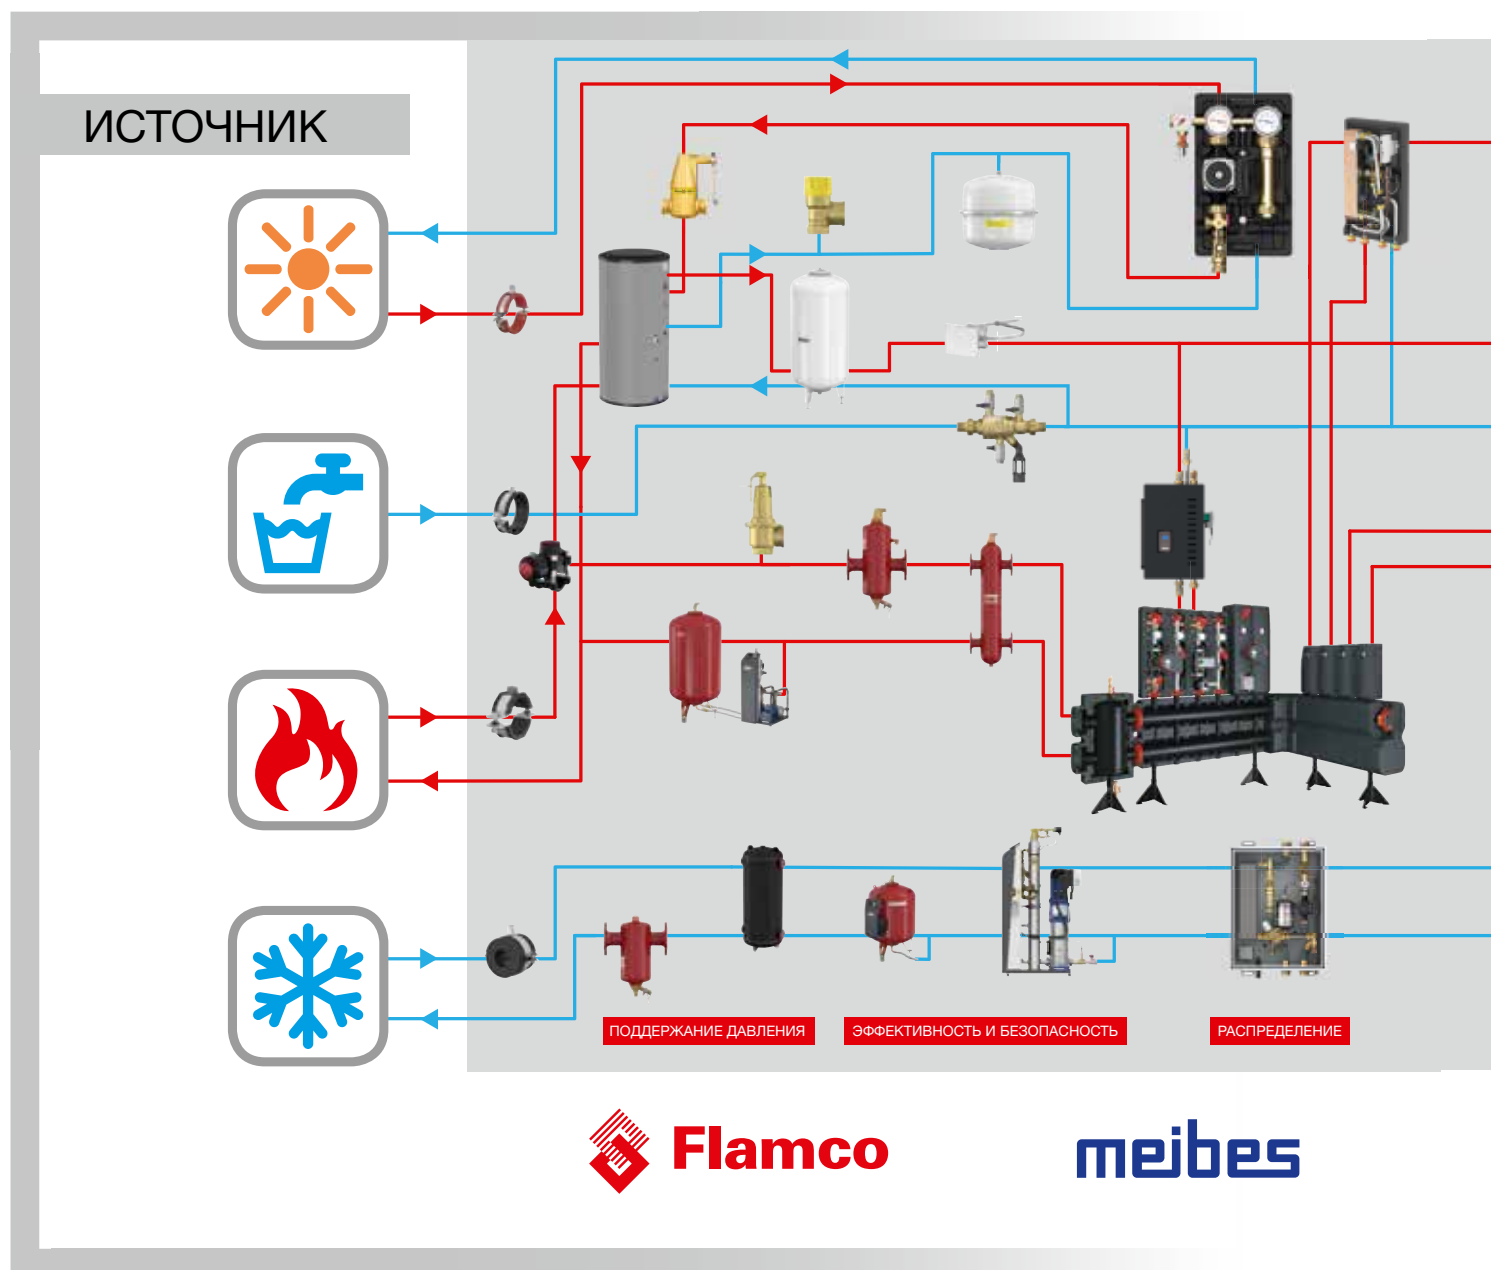 ИСТОЧНИК
ПОДДЕРЖАНИЕ ДАВЛЕНИЯ
ЭФФЕКТИВНОСТЬ И БЕЗОПАСНОСТЬ
РАСПРЕДЕЛЕНИЕ
Flamco
meibes